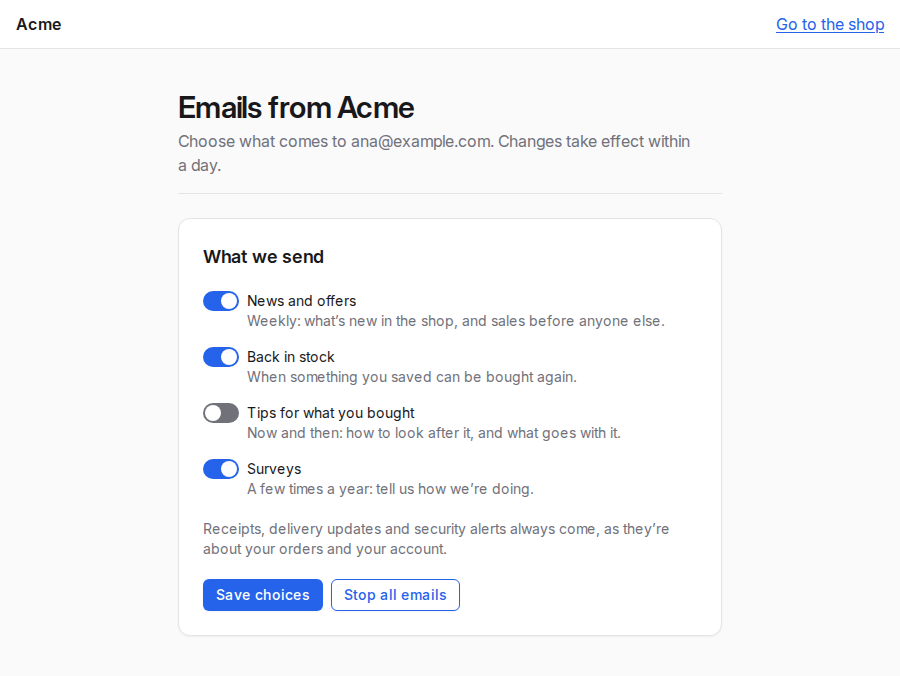 Acme
Go to the shop
Emails from Acme
Choose what comes to ana@example.com. Changes take effect within
a day.
What we send
News and offers
Weekly: what’s new in the shop, and sales before anyone else.
Back in stock
When something you saved can be bought again.
Tips for what you bought
Now and then: how to look after it, and what goes with it.
Surveys
A few times a year: tell us how we’re doing.
Receipts, delivery updates and security alerts always come, as they’re
about your orders and your account.
Save choices
Stop all emails